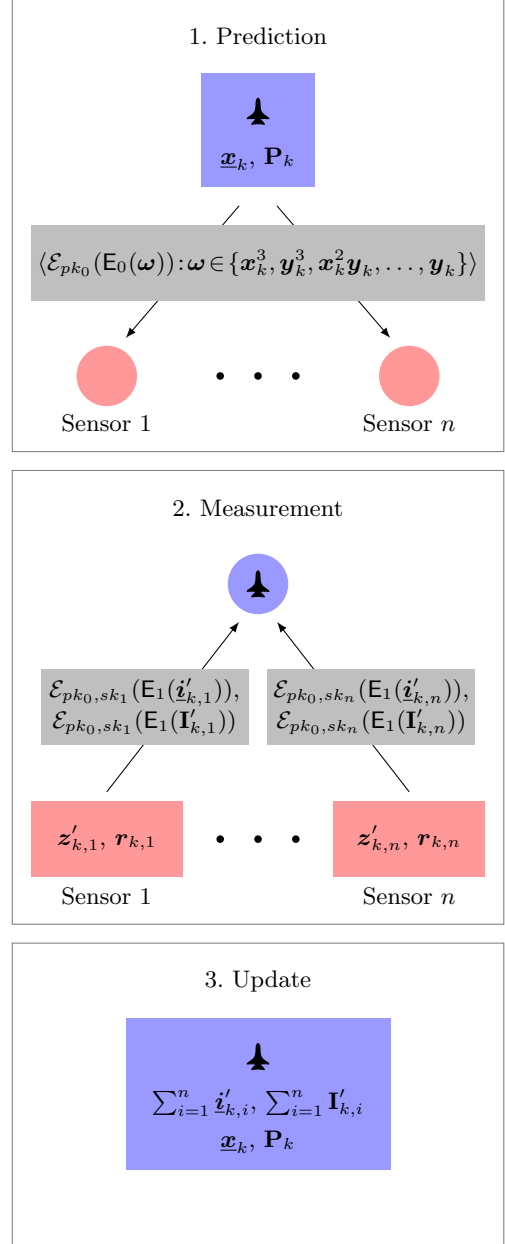 1. Prediction
x̲_k, P_k
⟨ℰ_{pk_0}(E_0(ω)) : ω ∈ {x_k^3, y_k^3, x_k^2 y_k, …, y_k}⟩
• • •
Sensor 1 Sensor n
2. Measurement
ℰ_{pk_0,sk_1}(E_1(i̲′_{k,1})), ℰ_{pk_0,sk_n}(E_1(i̲′_{k,n})),
ℰ_{pk_0,sk_1}(E_1(I′_{k,1})) ℰ_{pk_0,sk_n}(E_1(I′_{k,n}))
z′_{k,1}, r_{k,1} • • • z′_{k,n}, r_{k,n}
Sensor 1 Sensor n
3. Update
∑_{i=1}^n i̲′_{k,i}, ∑_{i=1}^n I′_{k,i}
x̲_k, P_k